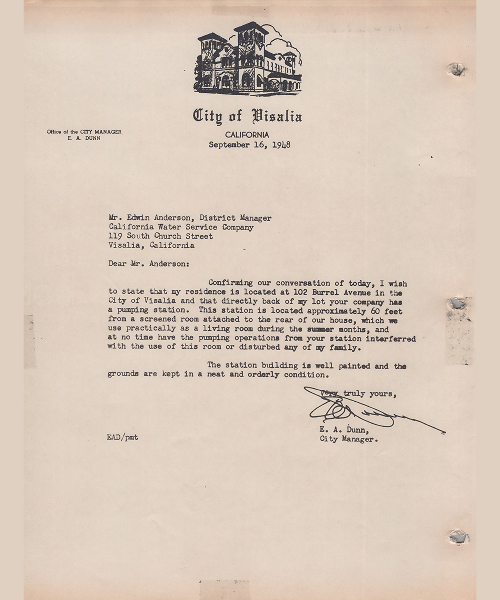 City of Visalia
CALIFORNIA
September 16, 1948
Office of the CITY MANAGER
E. A. DUNN
Mr. Edwin Anderson, District Manager
California Water Service Company
119 South Church Street
Visalia, California
Dear Mr. Anderson:
Confirming our conversation of today, I wish
to state that my residence is located at 102 Burrel Avenue in the
City of Visalia and that directly back of my lot your company has
a pumping station. This station is located approximately 60 feet
from a screened room attached to the rear of our house, which we
use practically as a living room during the summer months, and
at no time have the pumping operations from your station interfered
with the use of this room or disturbed any of my family.
The station building is well painted and the
grounds are kept in a neat and orderly condition.
Very truly yours,
E. A. Dunn,
City Manager.
EAD/pmt